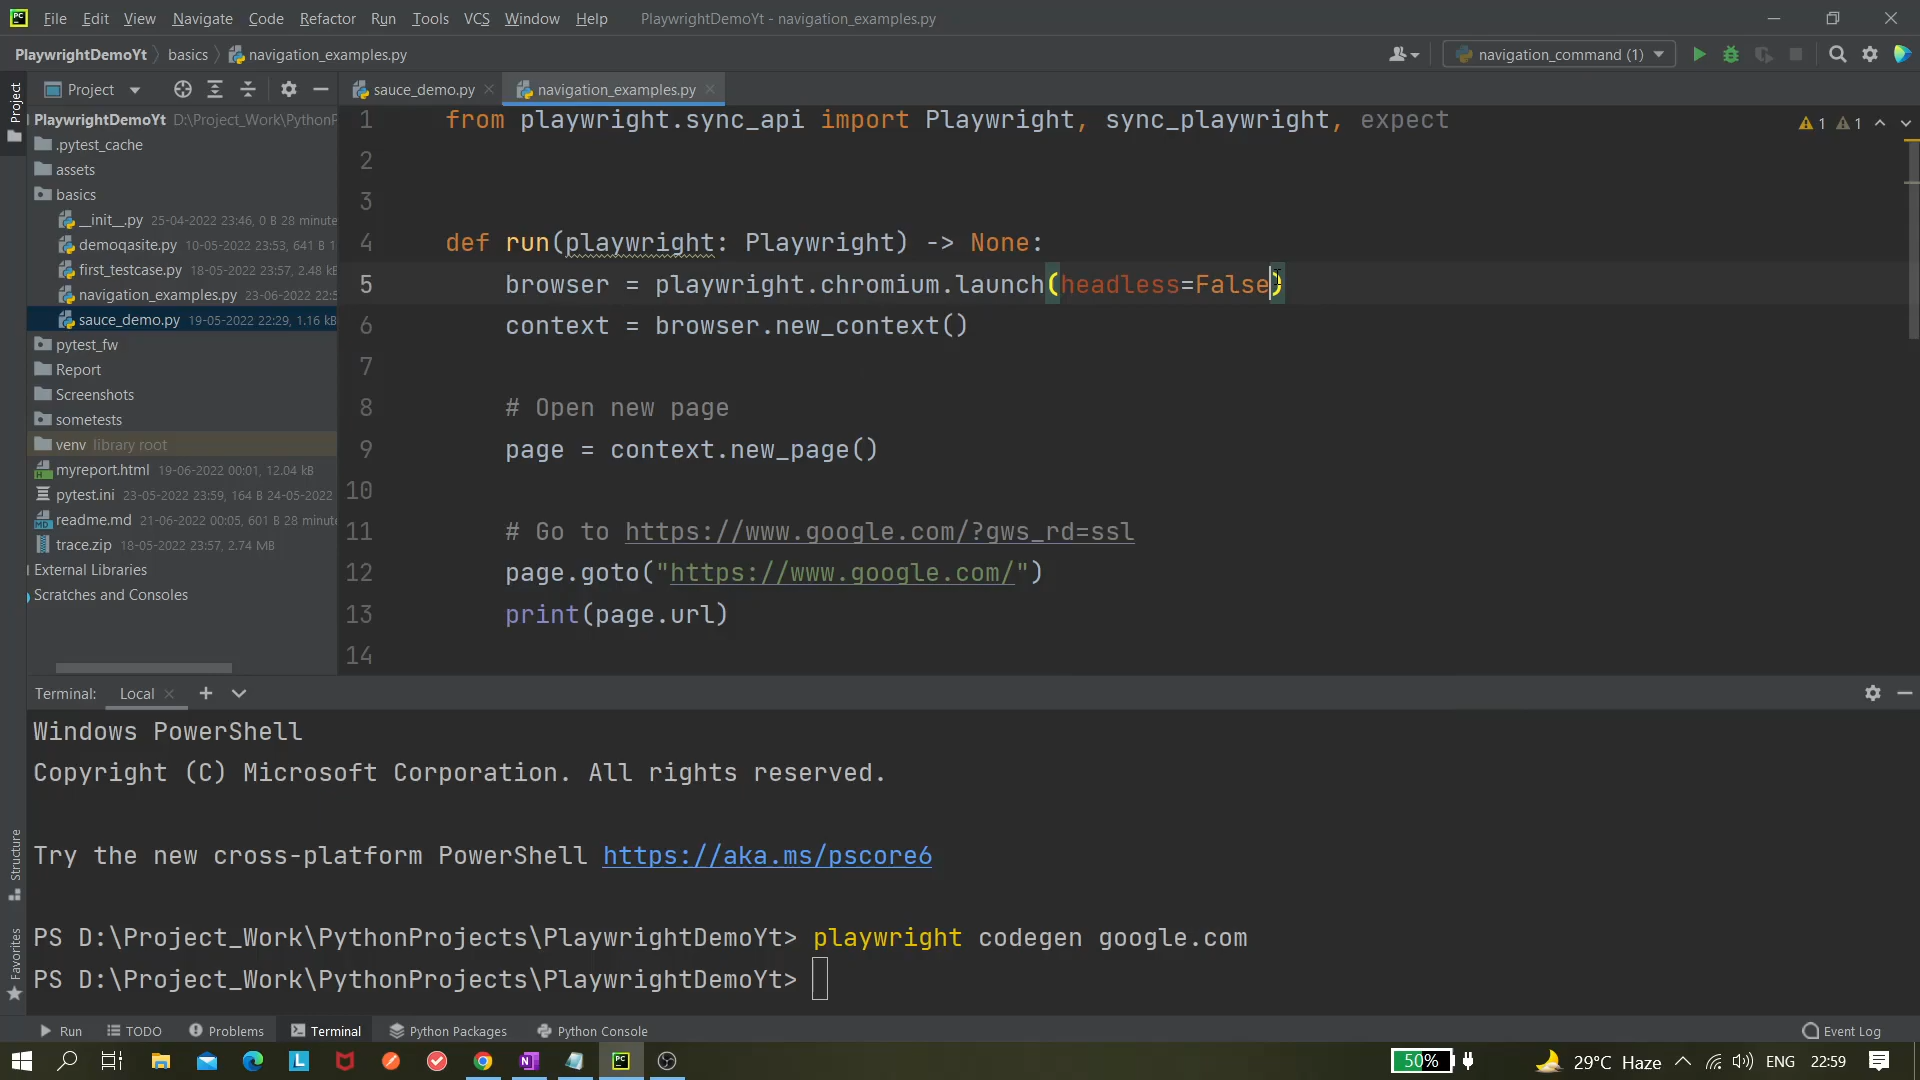 File Edit View Navigate Code Refactor Run Tools VCS Window Help PlaywrightDemoYt - navigation_examples.py
PlaywrightDemoYt basics navigation_examples.py navigation_command (1)
Project
Project
sauce_demo.py navigation_examples.py
PlaywrightDemoYt D:\Project_Work\PythonP
.pytest_cache
assets
basics
__init__.py 25-04-2022 23:46, 0 B 28 minute
demoqasite.py 10-05-2022 23:53, 641 B 1
first_testcase.py 18-05-2022 23:57, 2.48 kB
navigation_examples.py 23-06-2022 22:5
sauce_demo.py 19-05-2022 22:29, 1.16 kB
pytest_fw
Report
Screenshots
sometests
venv library root
myreport.html 19-06-2022 00:01, 12.04 kB
pytest.ini 23-05-2022 23:59, 164 B 24-05-2022
readme.md 21-06-2022 00:05, 601 B 28 minute
trace.zip 18-05-2022 23:57, 2.74 MB
External Libraries
Scratches and Consoles
1 from playwright.sync_api import Playwright, sync_playwright, expect
1 1
2
3
4 def run(playwright: Playwright) -> None:
5 browser = playwright.chromium.launch(headless=False)
6 context = browser.new_context()
7
8 # Open new page
9 page = context.new_page()
10
11 # Go to https://www.google.com/?gws_rd=ssl
12 page.goto("https://www.google.com/")
13 print(page.url)
14
Structure
Favorites
Terminal: Local
Windows PowerShell
Copyright (C) Microsoft Corporation. All rights reserved.
Try the new cross-platform PowerShell https://aka.ms/pscore6
PS D:\Project_Work\PythonProjects\PlaywrightDemoYt> playwright codegen google.com
PS D:\Project_Work\PythonProjects\PlaywrightDemoYt>
Run TODO Problems Terminal Python Packages Python Console Event Log
50% 29°C Haze ENG 22:59